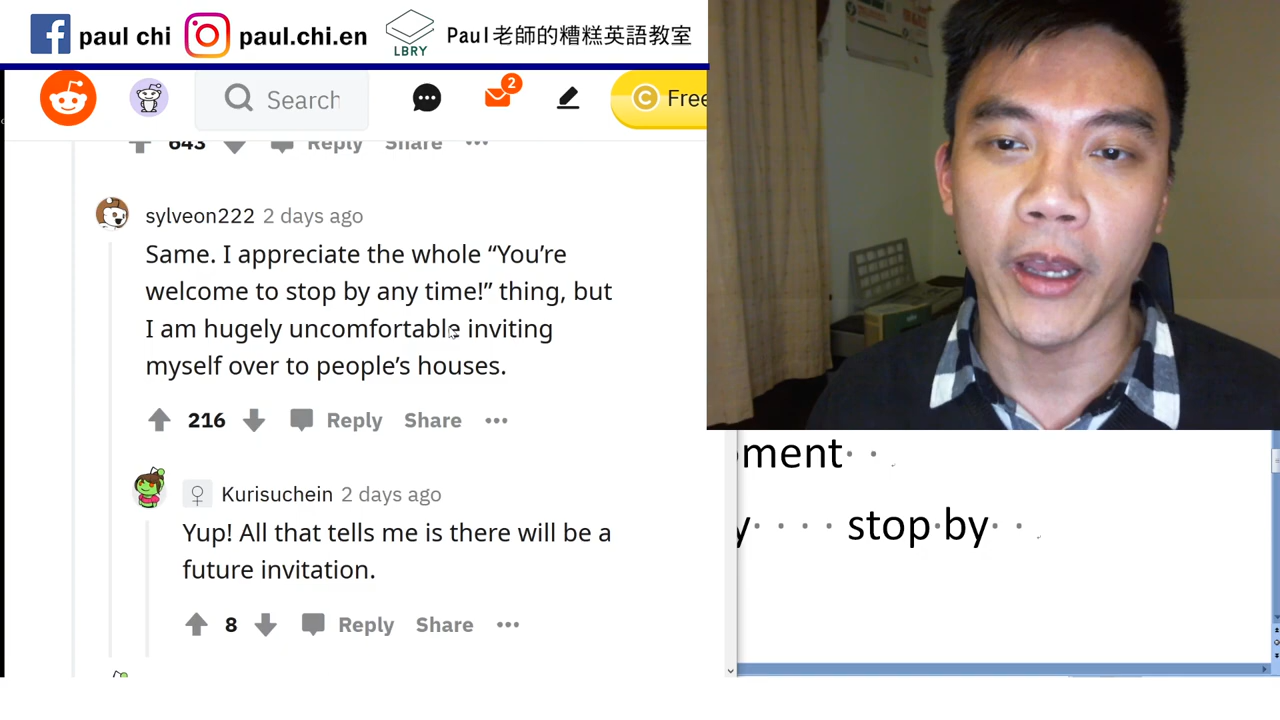 paul chi paul.chi.en LBRY Paul老師的糟糕英語教室
Search 2 Free
643 Reply Share
sylveon222 2 days ago
Same. I appreciate the whole “You’re
welcome to stop by any time!” thing, but
I am hugely uncomfortable inviting
myself over to people’s houses.
216 Reply Share
Kurisuchein 2 days ago
Yup! All that tells me is there will be a
future invitation.
8 Reply Share
oment
y stop by